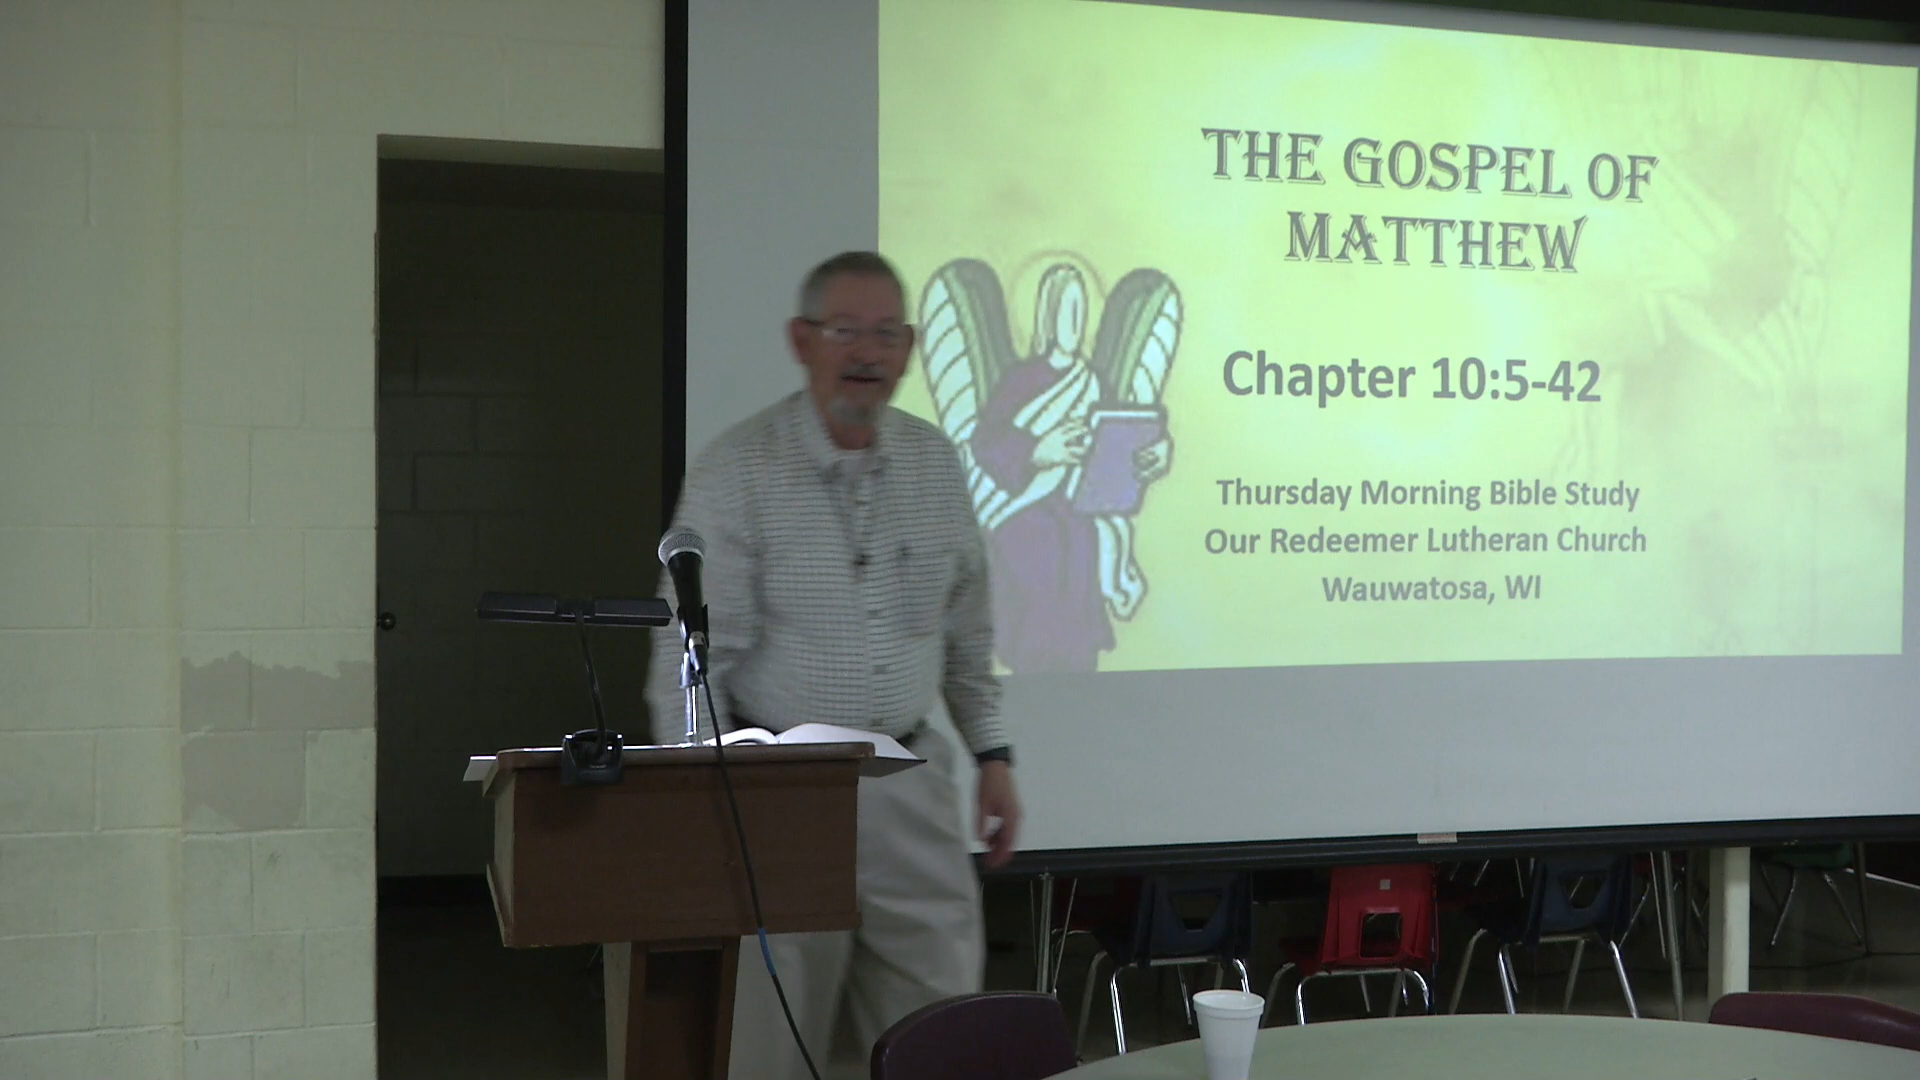 THE GOSPEL OF
MATTHEW
Chapter 10:5-42
Thursday Morning Bible Study
Our Redeemer Lutheran Church
Wauwatosa, WI